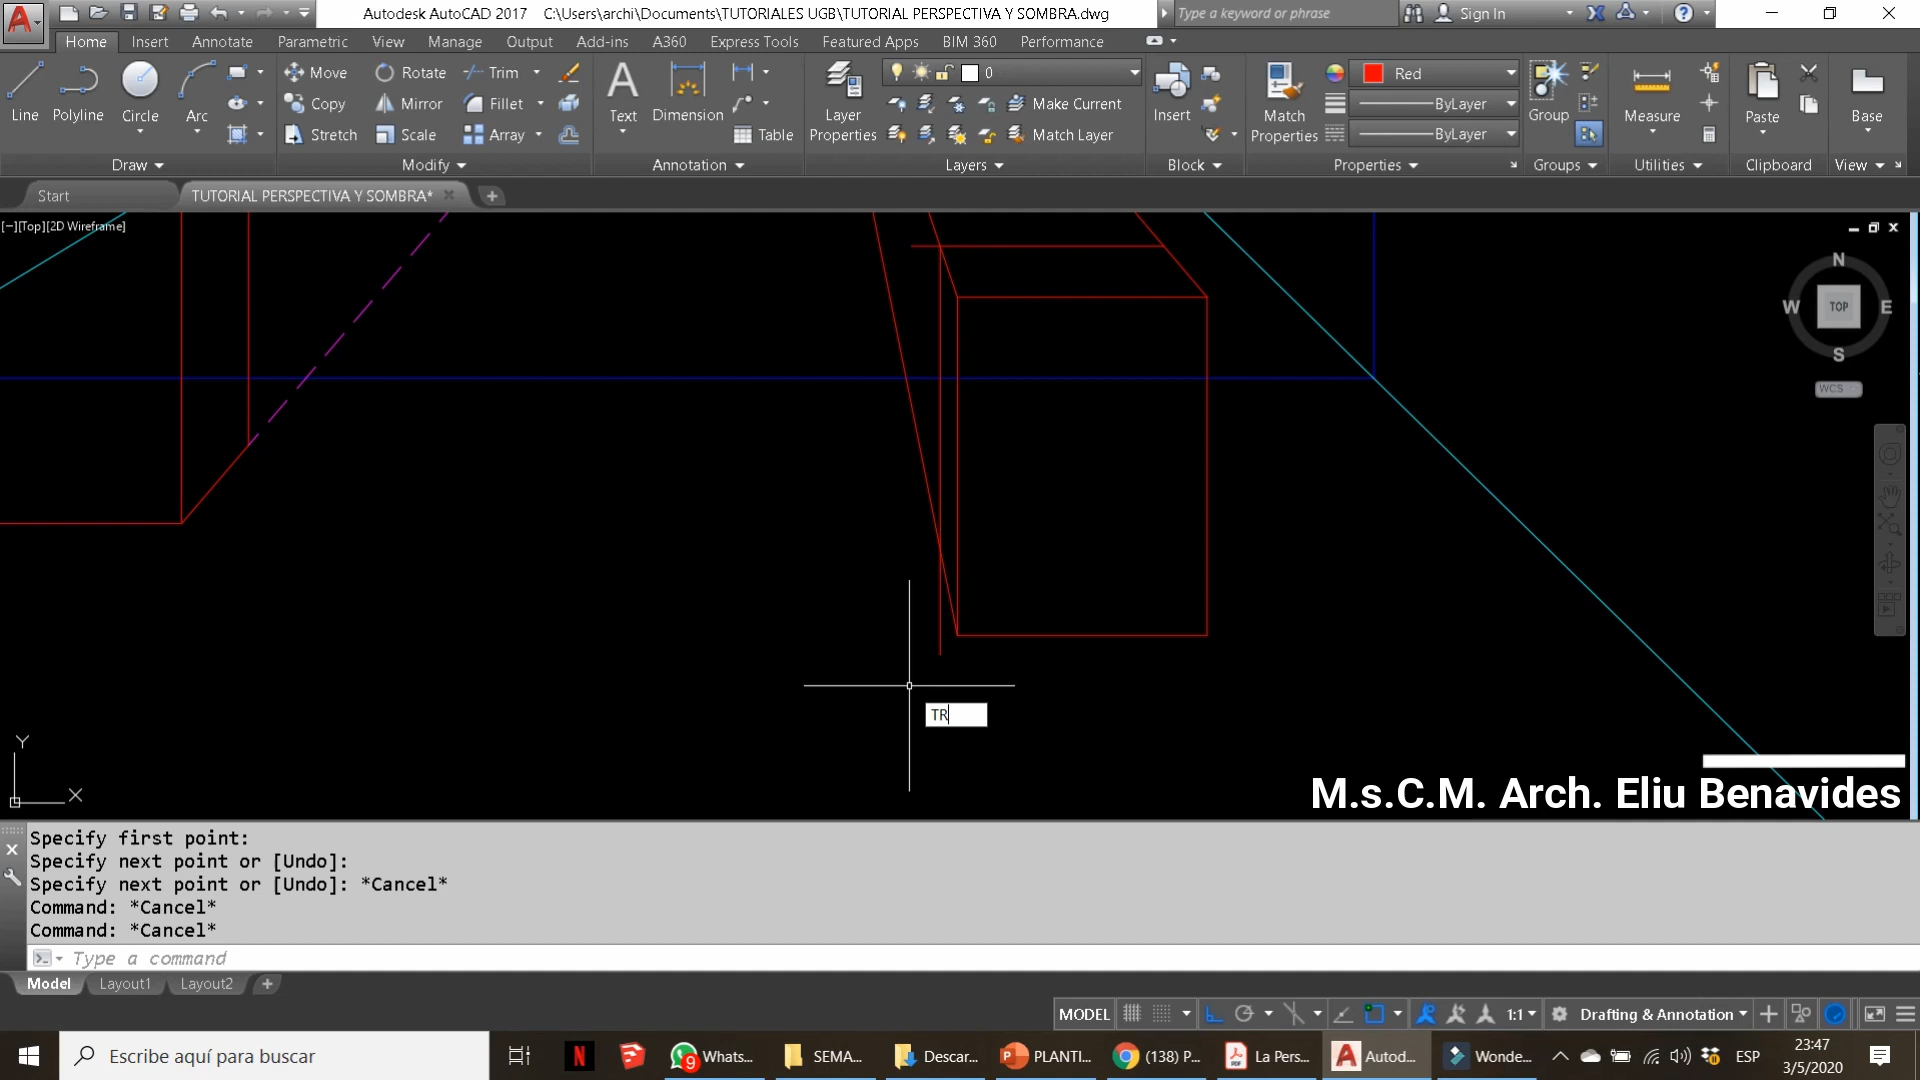 Autodesk AutoCAD 2017 C:\Users\archi\Documents\TUTORIALES UGB\TUTORIAL PERSPECTIVA Y SOMBRA.dwg
Type a keyword or phrase
Sign In
Home Insert Annotate Parametric View Manage Output Add-ins A360 Express Tools Featured Apps BIM 360 Performance
Line Polyline Circle Arc
Move Rotate Trim
Copy Mirror Fillet
Stretch Scale Array
Text Dimension Table
Layer Properties
0
Make Current
Match Layer
Insert
Match Properties
Red
ByLayer
ByLayer
Group Measure Paste Base
Draw Modify Annotation Layers Block Properties Groups Utilities Clipboard View
Start TUTORIAL PERSPECTIVA Y SOMBRA*
[−][Top][2D Wireframe]
N
W TOP E
S
WCS
TR
Y
X
M.s.C.M. Arch. Eliu Benavides
Specify first point:
Specify next point or [Undo]:
Specify next point or [Undo]: *Cancel*
Command: *Cancel*
Command: *Cancel*
Type a command
Model Layout1 Layout2
MODEL 1:1 Drafting & Annotation
Escribe aquí para buscar
9
Whats... SEMA... Descar... PLANTI... (138) P... La Pers... Autod... Wonde...
ESP
23:47
3/5/2020